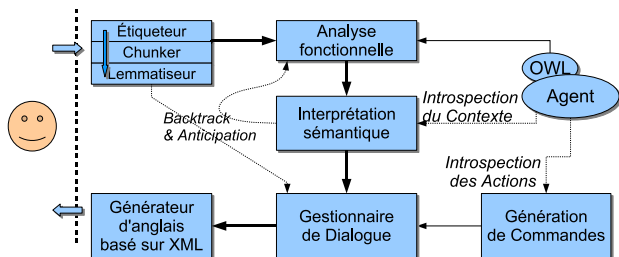 Étiqueteur
Chunker
Lemmatiseur
Analyse
fonctionnelle
OWL
Agent
Backtrack
& Anticipation
Interprétation
sémantique
Introspection
du Contexte
Introspection
des Actions
Générateur
d'anglais
basé sur XML
Gestionnaire
de Dialogue
Génération
de Commandes